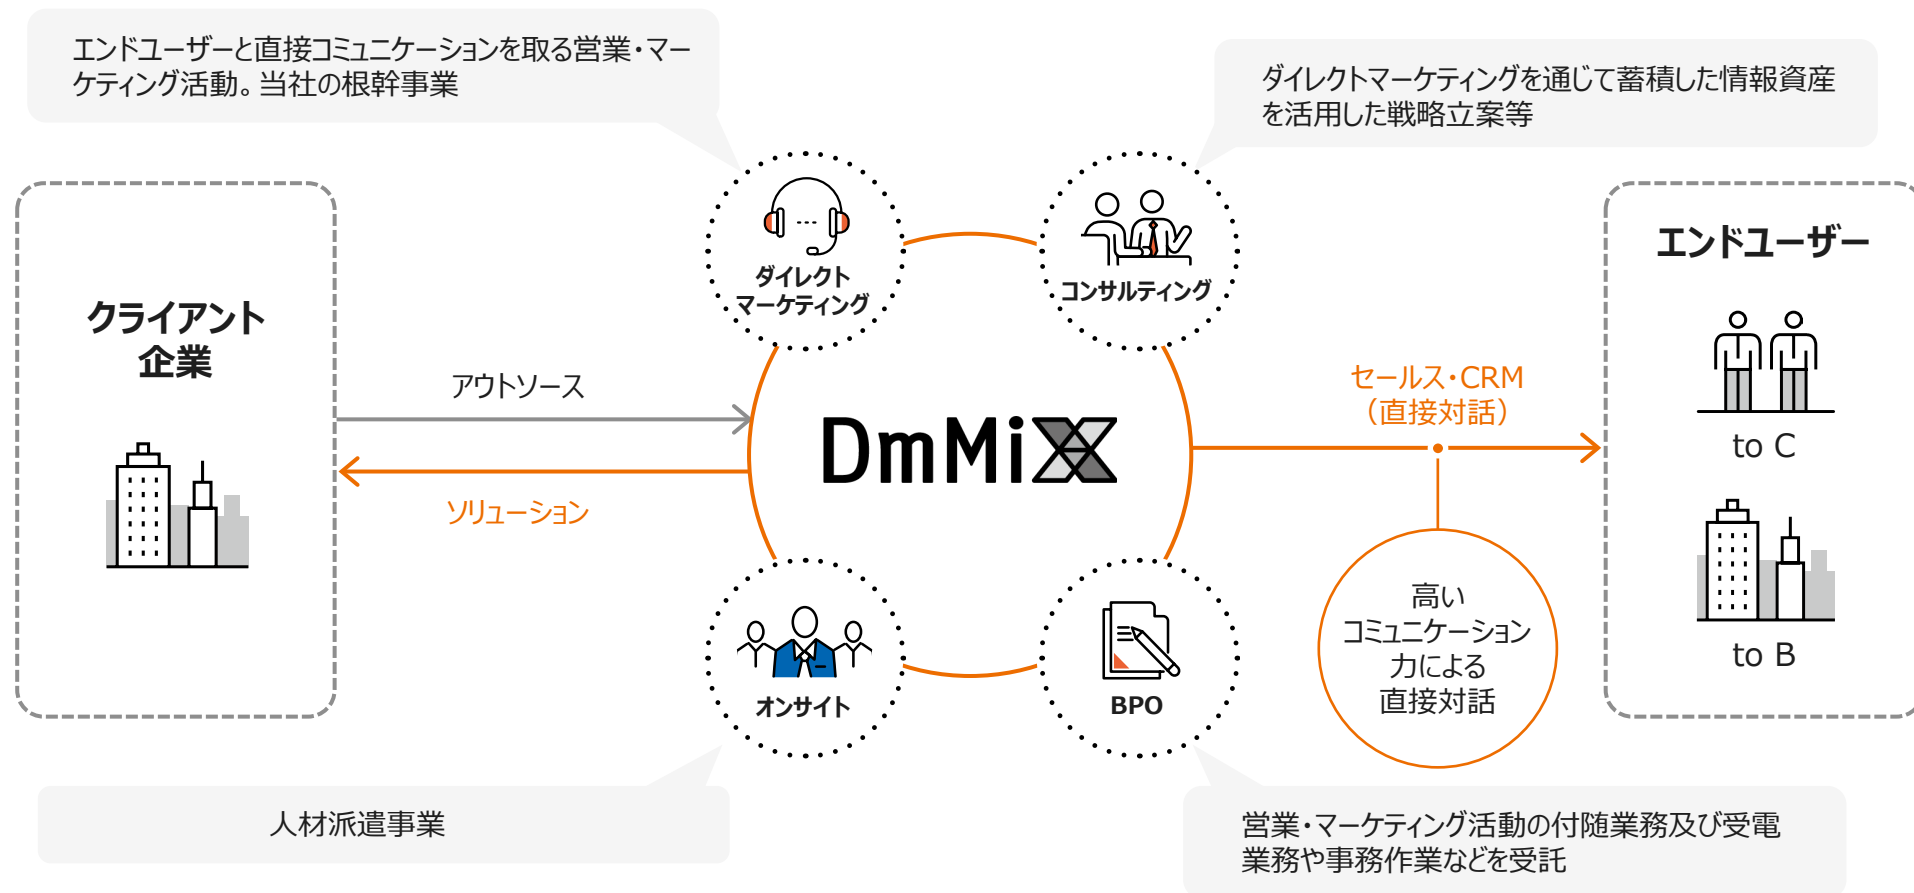 エンドユーザーと直接コミュニケーションを取る営業・マー
ケティング活動。当社の根幹事業
ダイレクトマーケティングを通じて蓄積した情報資産
を活用した戦略立案等
クライアント
企業
アウトソース
ソリューション
ダイレクト
マーケティング
コンサルティング
DmMiX
オンサイト
BPO
セールス・CRM
（直接対話）
高い
コミュニケーション
力による
直接対話
エンドユーザー
to C
to B
人材派遣事業
営業・マーケティング活動の付随業務及び受電
業務や事務作業などを受託